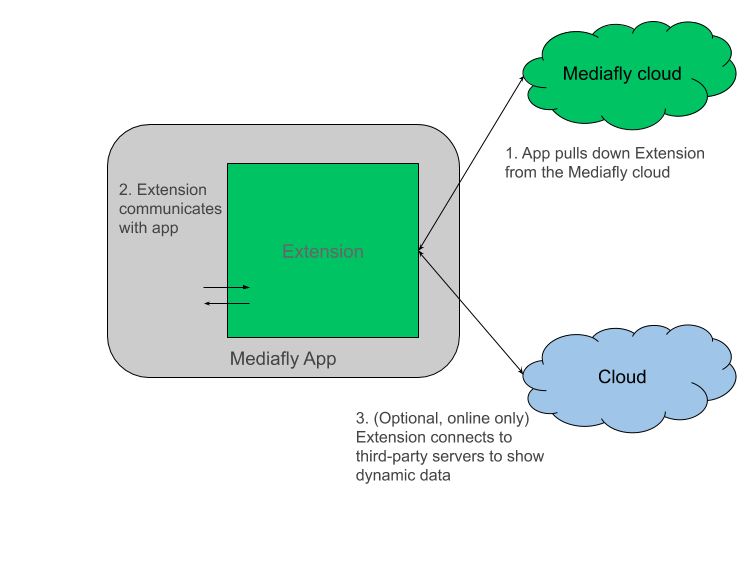 Mediafly cloud
1. App pulls down Extension
from the Mediafly cloud
2. Extension
communicates
with app
Extension
Mediafly App
Cloud
3. (Optional, online only)
Extension connects to
third-party servers to show
dynamic data